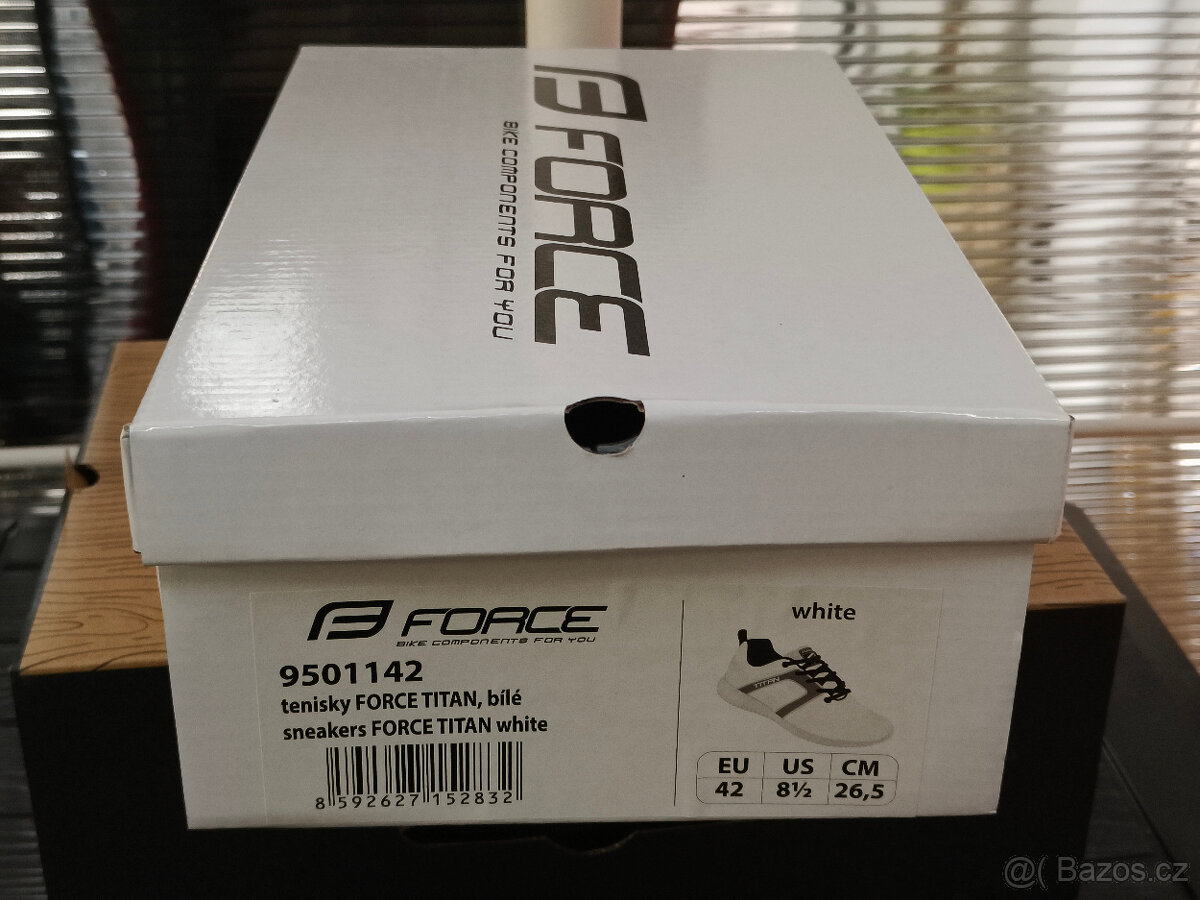 FORCE
BIKE COMPONENTS FOR YOU
FORCE
BIKE COMPONENTS FOR YOU
9501142
tenisky FORCE TITAN, bílé
sneakers FORCE TITAN white
8 592627 152832
white
TITAN
EU US CM
42 8½ 26,5
@( Bazos.cz